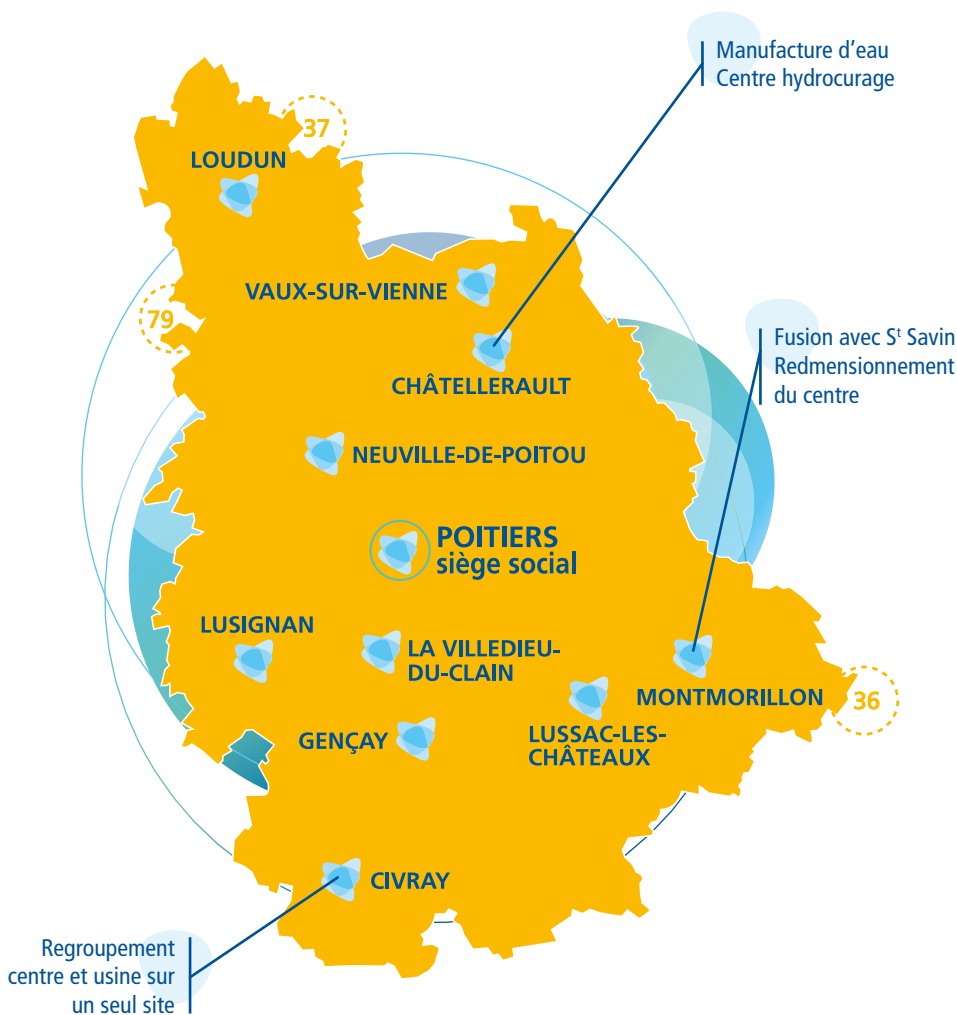 Manufacture d'eau
Centre hydrocurage
37
LOUDUN
VAUX-SUR-VIENNE
79
Fusion avec Sᵗ Savin
Redmensionnement
du centre
CHÂTELLERAULT
NEUVILLE-DE-POITOU
POITIERS
siège social
LUSIGNAN
LA VILLEDIEU-
DU-CLAIN
MONTMORILLON
36
GENÇAY
LUSSAC-LES-
CHÂTEAUX
CIVRAY
Regroupement
centre et usine sur
un seul site